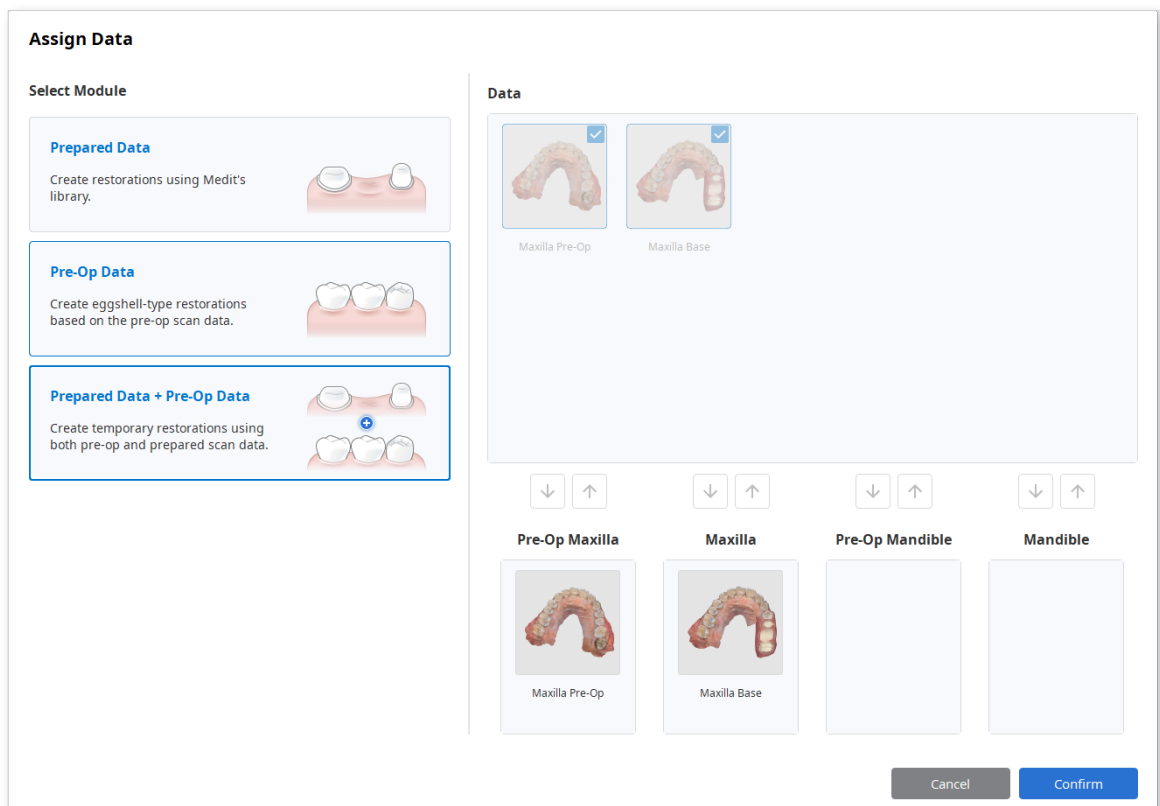 Assign Data
Select Module
Prepared Data
Create restorations using Medit's
library.
Pre-Op Data
Create eggshell-type restorations
based on the pre-op scan data.
Prepared Data + Pre-Op Data
Create temporary restorations using
both pre-op and prepared scan data.
Data
Maxilla Pre-Op
Maxilla Base
Pre-Op Maxilla
Maxilla
Pre-Op Mandible
Mandible
Maxilla Pre-Op
Maxilla Base
Cancel
Confirm